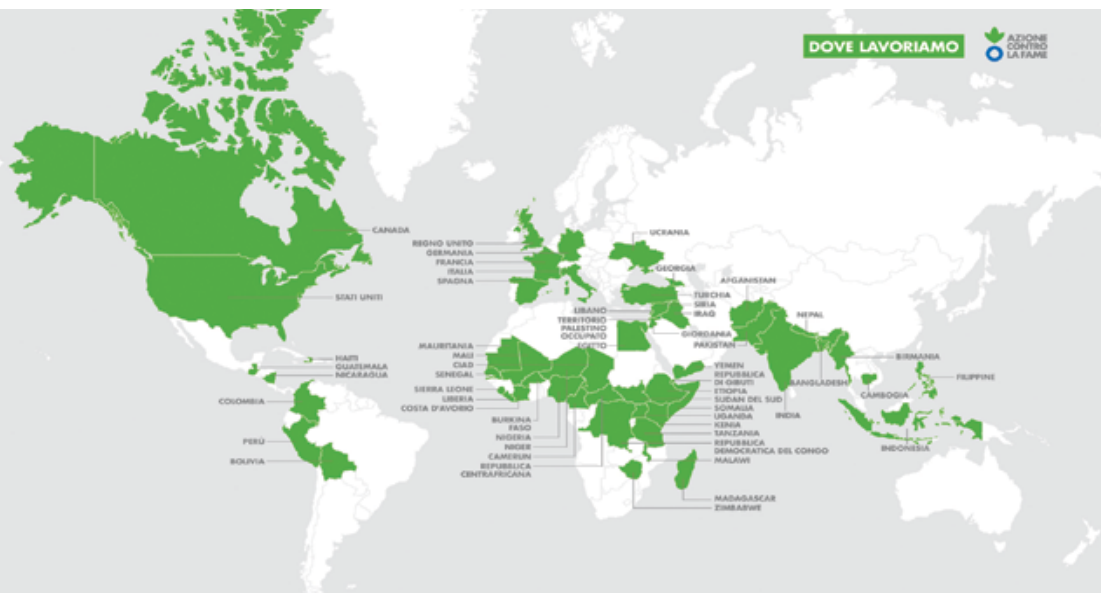 DOVE LAVORIAMO
AZIONE
CONTRO
LA FAME
CANADA
STATI UNITI
HAITI
GUATEMALA
NICARAGUA
COLOMBIA
PERÙ
BOLIVIA
REGNO UNITO
GERMANIA
FRANCIA
ITALIA
SPAGNA
UCRAINA
GEORGIA
TURCHIA
SIRIA
IRAQ
LIBANO
TERRITORIO
PALESTINO
OCCUPATO
EGITTO
GIORDANIA
AFGANISTAN
NEPAL
PAKISTAN
BANGLADESH
INDIA
BIRMANIA
CAMBOGIA
FILIPPINE
INDONESIA
MAURITANIA
MALI
CIAD
SENEGAL
SIERRA LEONE
LIBERIA
COSTA D'AVORIO
BURKINA
FASO
NIGERIA
NIGER
CAMERUN
REPUBBLICA
CENTRAFRICANA
YEMEN
REPUBBLICA
DI GIBUTI
ETIOPIA
SUDAN DEL SUD
SOMALIA
UGANDA
KENIA
TANZANIA
REPUBBLICA
DEMOCRATICA DEL CONGO
MALAWI
MADAGASCAR
ZIMBABWE